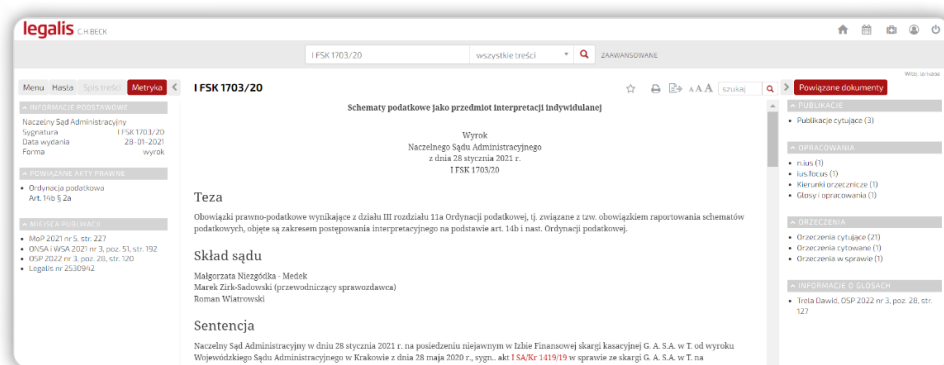 legalis C.H.BECK
I FSK 1703/20
wszystkie treści
ZAAWANSOWANE
Menu Hasła Spis treści Metryka
INFORMACJE PODSTAWOWE
Naczelny Sąd Administracyjny
Sygnatura I FSK 1703/20
Data wydania 28-01-2021
Forma wyrok
POWIĄZANE AKTY PRAWNE
Ordynacja podatkowa
Art. 14b § 2a
MIEJSCA PUBLIKACJI
MoP 2021 nr 5, str. 227
ONSA i WSA 2021 nr 3, poz. 51, str. 192
OSP 2022 nr 3, poz. 28, str. 120
Legalis nr 2530942
I FSK 1703/20
A A A szukaj
Schematy podatkowe jako przedmiot interpretacji indywidulanej
Wyrok
Naczelnego Sądu Administracyjnego
z dnia 28 stycznia 2021 r.
I FSK 1703/20
Teza
Obowiązki prawno-podatkowe wynikające z działu III rozdziału 11a Ordynacji podatkowej, tj. związane z tzw. obowiązkiem raportowania schematów
podatkowych, objęte są zakresem postępowania interpretacyjnego na podstawie art. 14b i nast. Ordynacji podatkowej.
Skład sądu
Małgorzata Niezgódka - Medek
Marek Zirk-Sadowski (przewodniczący sprawozdawca)
Roman Wiatrowski
Sentencja
Naczelny Sąd Administracyjny w dniu 28 stycznia 2021 r. na posiedzeniu niejawnym w Izbie Finansowej skargi kasacyjnej G. A. S.A. w T. od wyroku
Wojewódzkiego Sądu Administracyjnego w Krakowie z dnia 28 maja 2020 r., sygn. akt I SA/Kr 1419/19 w sprawie ze skargi G. A. S.A. w T. na
Powiązane dokumenty
PUBLIKACJE
Publikacje cytujące (3)
OPRACOWANIA
n.ius (1)
ius.focus (1)
Kierunki orzecznicze (1)
Glosy i opracowania (1)
ORZECZENIA
Orzeczenia cytujące (21)
Orzeczenia cytowane (1)
Orzeczenia w sprawie (1)
INFORMACJE O GLOSACH
Trela Dawid, OSP 2022 nr 3, poz. 28, str.
127